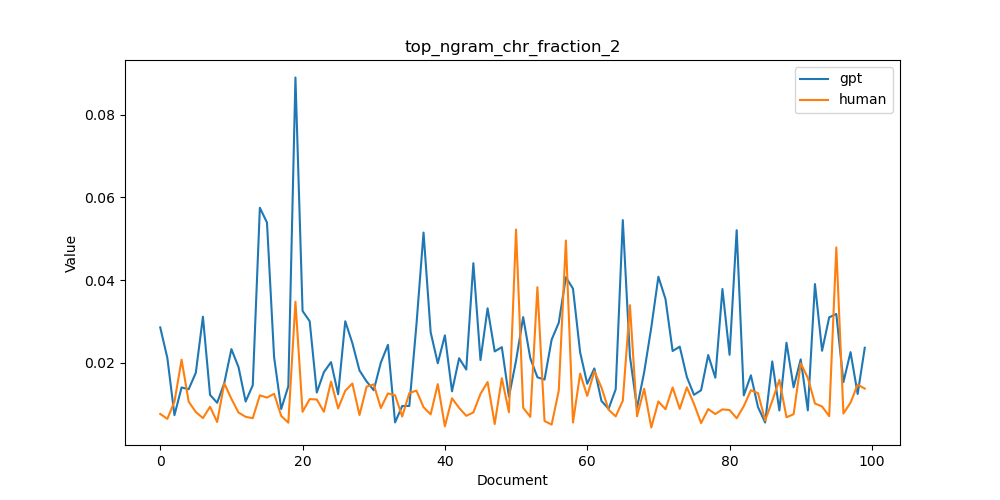 top_ngram_chr_fraction_2
gpt
human
Value
0.08
0.06
0.04
0.02
0 20 40 60 80 100
Document